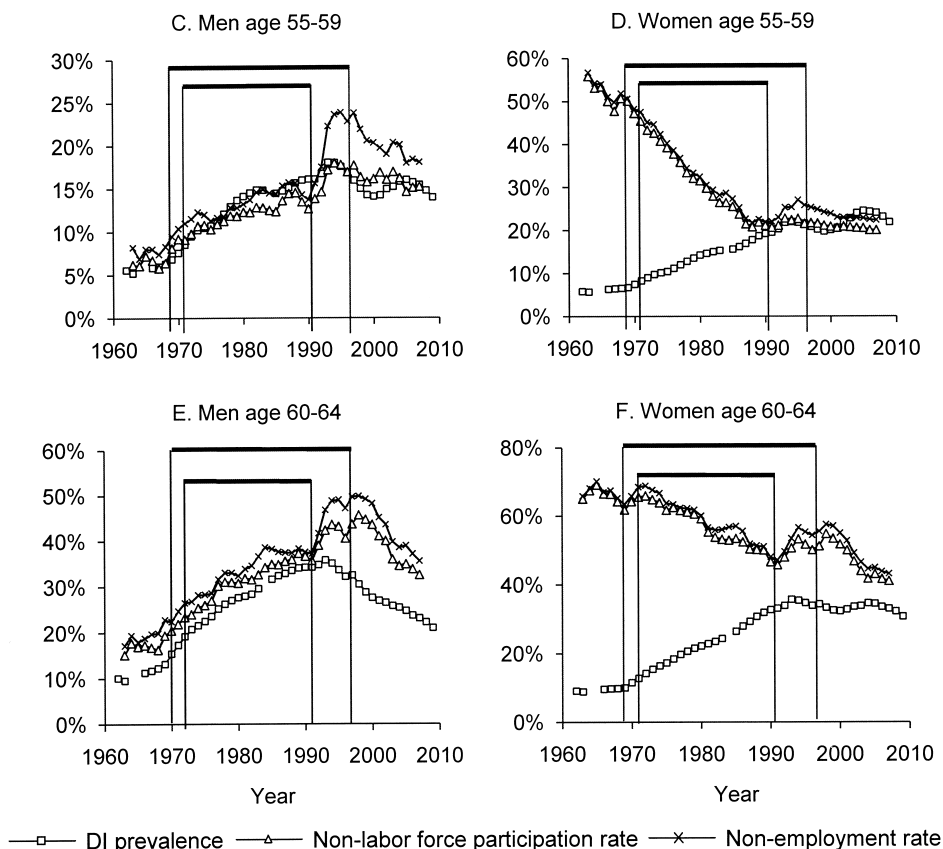 C. Men age 55-59
30%
25%
20%
15%
10%
5%
0%
1960 1970 1980 1990 2000 2010
D. Women age 55-59
60%
50%
40%
30%
20%
10%
0%
1960 1970 1980 1990 2000 2010
E. Men age 60-64
60%
50%
40%
30%
20%
10%
0%
1960 1970 1980 1990 2000 2010
Year
F. Women age 60-64
80%
60%
40%
20%
0%
1960 1970 1980 1990 2000 2010
Year
DI prevalence Non-labor force participation rate Non-employment rate